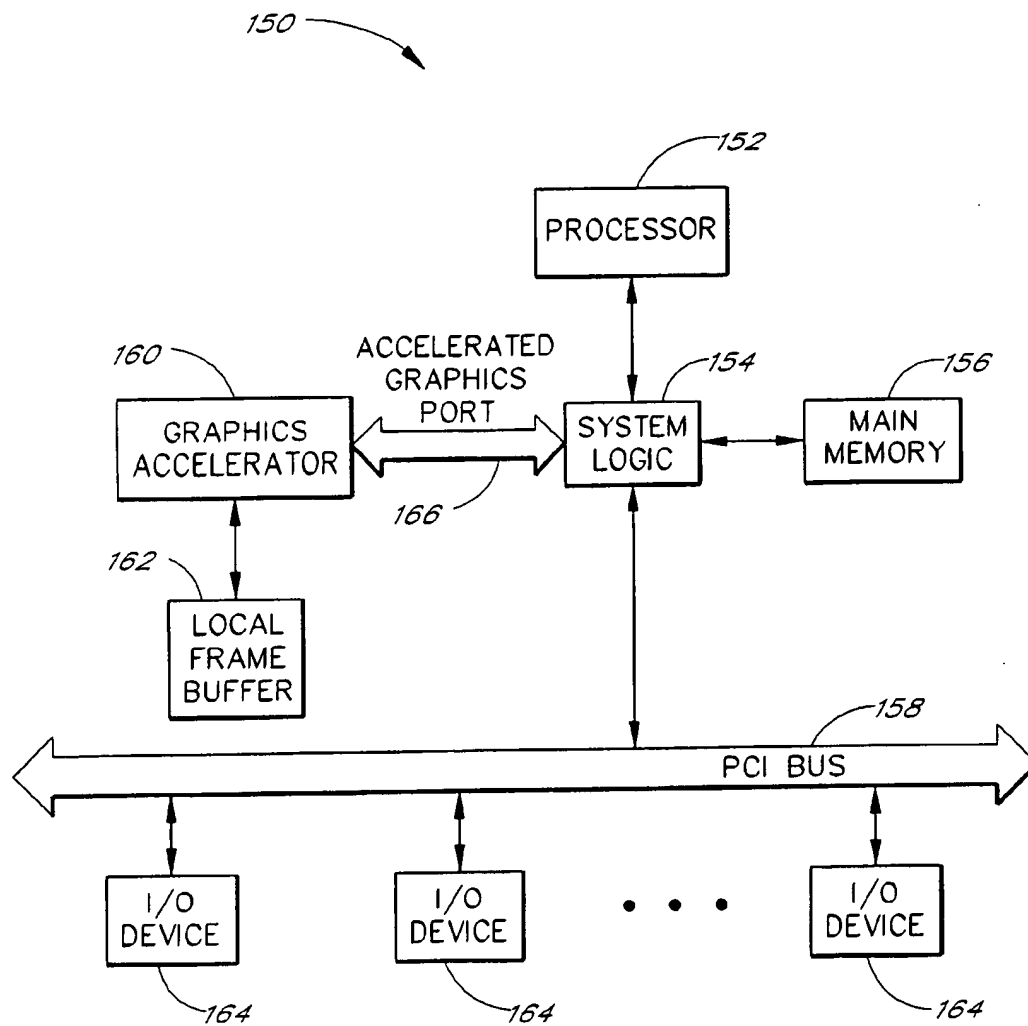 150
152
PROCESSOR
ACCELERATED
GRAPHICS
PORT
160
154
156
GRAPHICS
ACCELERATOR
SYSTEM
LOGIC
MAIN
MEMORY
166
162
LOCAL
FRAME
BUFFER
158
PCI BUS
I/O
DEVICE
I/O
DEVICE
I/O
DEVICE
164
164
164